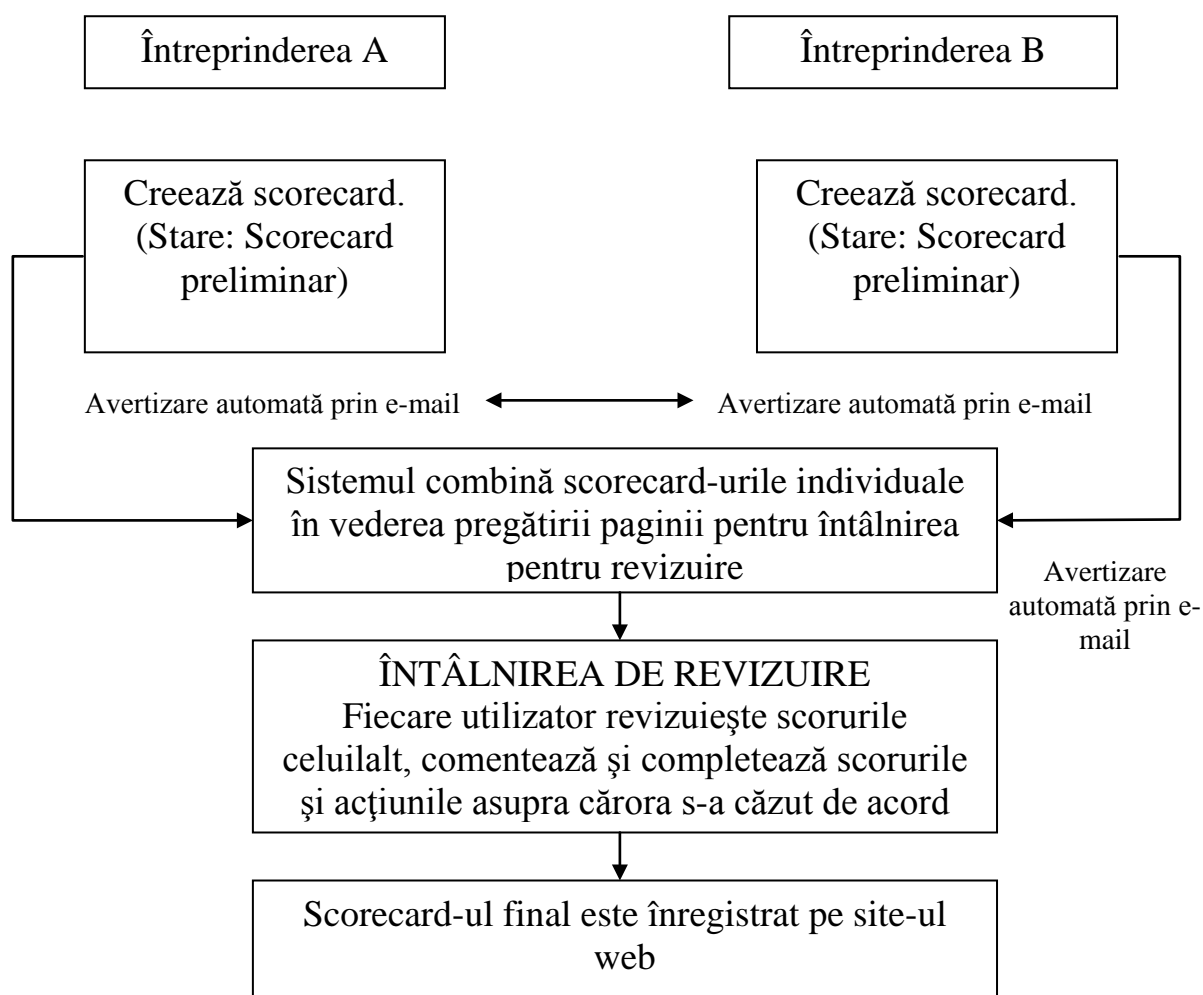 Întreprinderea A
Întreprinderea B
Creează scorecard.
(Stare: Scorecard
preliminar)
Creează scorecard.
(Stare: Scorecard
preliminar)
Avertizare automată prin e-mail
Avertizare automată prin e-mail
Sistemul combină scorecard-urile individuale
în vederea pregătirii paginii pentru întâlnirea
pentru revizuire
Avertizare
automată prin e-
mail
ÎNTÂLNIREA DE REVIZUIRE
Fiecare utilizator revizuieşte scorurile
celuilalt, comentează şi completează scorurile
şi acţiunile asupra cărora s-a căzut de acord
Scorecard-ul final este înregistrat pe site-ul
web